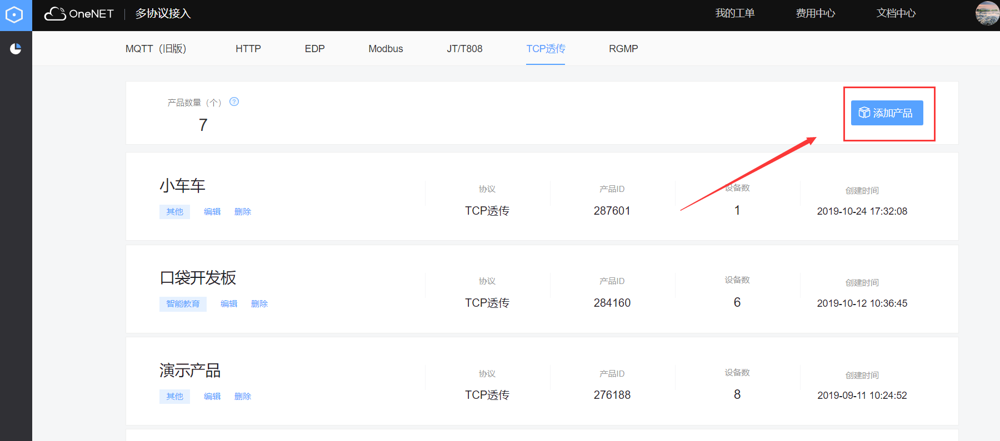 OneNET 多协议接入 我的工单 费用中心 文档中心
MQTT（旧版） HTTP EDP Modbus JT/T808 TCP透传 RGMP
产品数量（个） ?
7
添加产品
小车车
其他 编辑 删除
协议
TCP透传
产品ID
287601
设备数
1
创建时间
2019-10-24 17:32:08
口袋开发板
智能教育 编辑 删除
协议
TCP透传
产品ID
284160
设备数
6
创建时间
2019-10-12 10:36:45
演示产品
其他 编辑 删除
协议
TCP透传
产品ID
276188
设备数
8
创建时间
2019-09-11 10:24:52